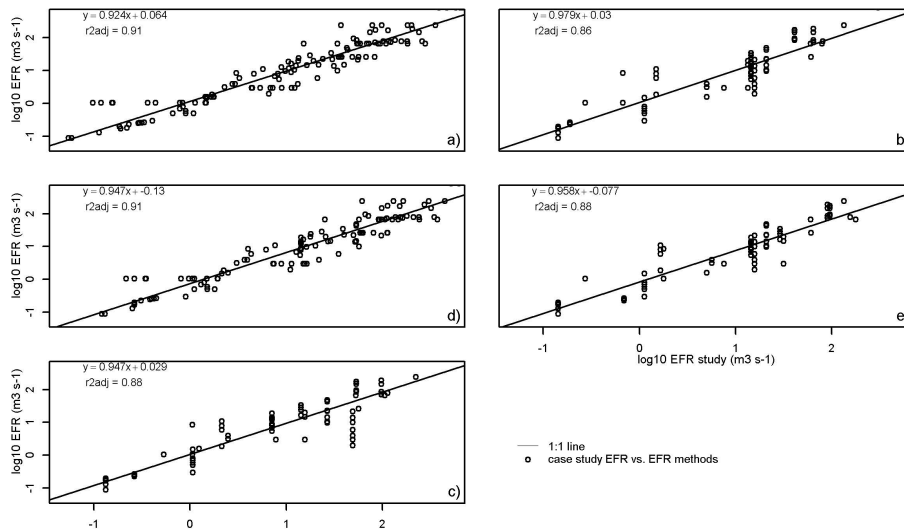 y = 0.924x + 0.064
r2adj = 0.91
log10 EFR (m3 s-1)
2
1
0
-1
a)
y = 0.979x + 0.03
r2adj = 0.86
b
y = 0.947x + -0.13
r2adj = 0.91
log10 EFR (m3 s-1)
2
1
0
-1
d)
y = 0.958x + -0.077
r2adj = 0.88
e
-1 0 1 2
log10 EFR study (m3 s-1)
y = 0.947x + 0.029
r2adj = 0.88
log10 EFR (m3 s-1)
2
1
0
-1
c)
-1 0 1 2
1:1 line
case study EFR vs. EFR methods